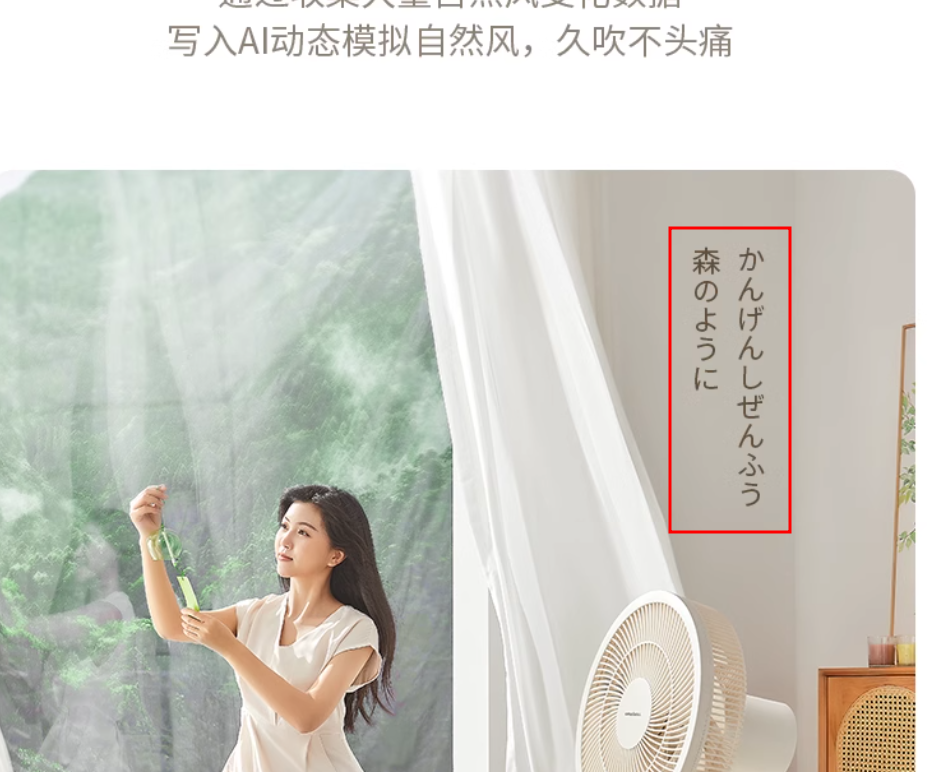 写入AI动态模拟自然风，久吹不头痛
かんげんしぜんふう
森のように